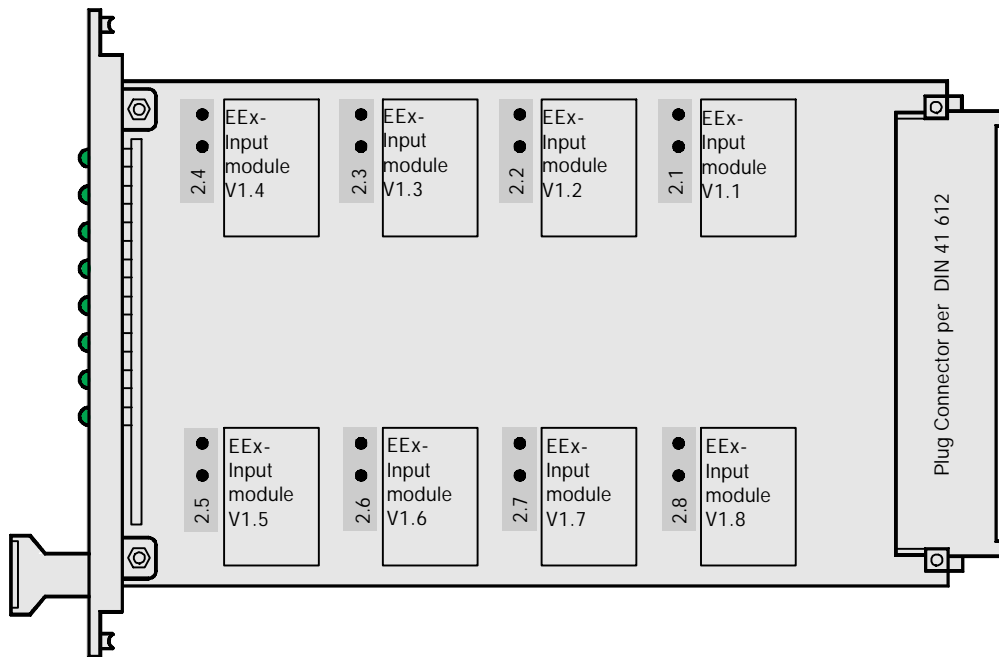 2.4
EEx-
Input
module
V1.4
2.3
EEx-
Input
module
V1.3
2.2
EEx-
Input
module
V1.2
2.1
EEx-
Input
module
V1.1
Plug Connector per DIN 41 612
2.5
EEx-
Input
module
V1.5
2.6
EEx-
Input
module
V1.6
2.7
EEx-
Input
module
V1.7
2.8
EEx-
Input
module
V1.8